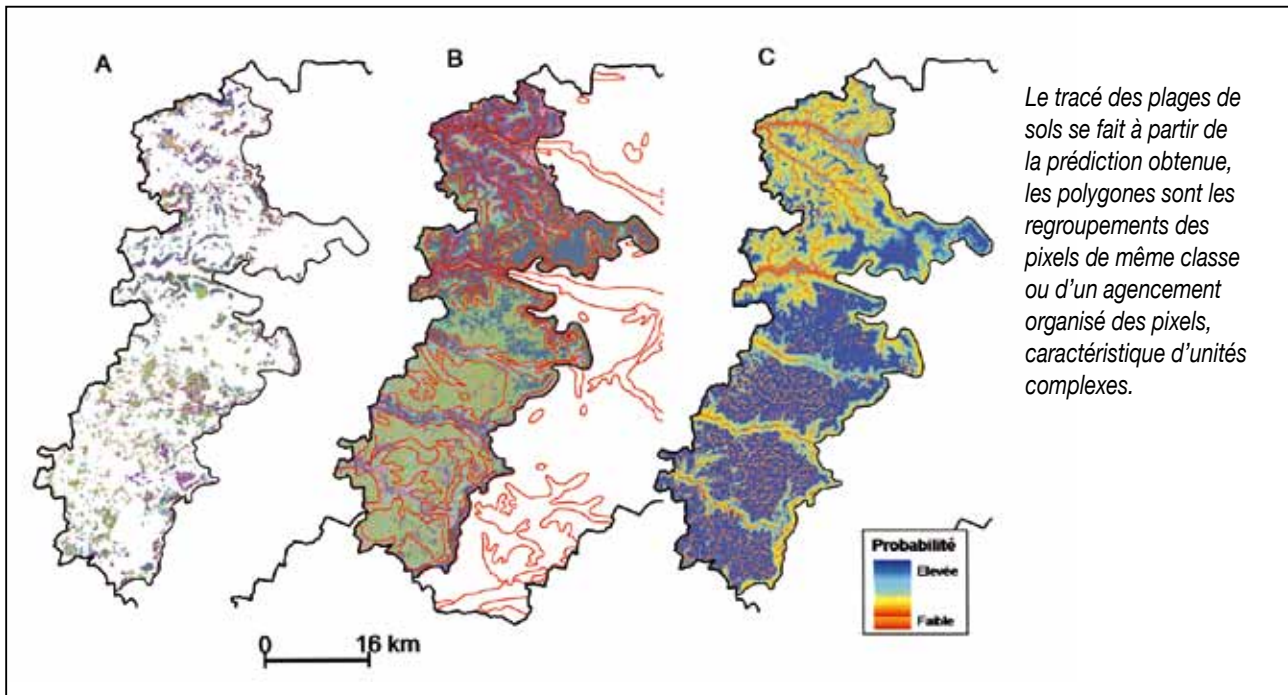 A
B
C
Le tracé des plages de
sols se fait à partir de
la prédiction obtenue,
les polygones sont les
regroupements des
pixels de même classe
ou d'un agencement
organisé des pixels,
caractéristique d'unités
complexes.
Probabilité
Elevée
Faible
0 16 km